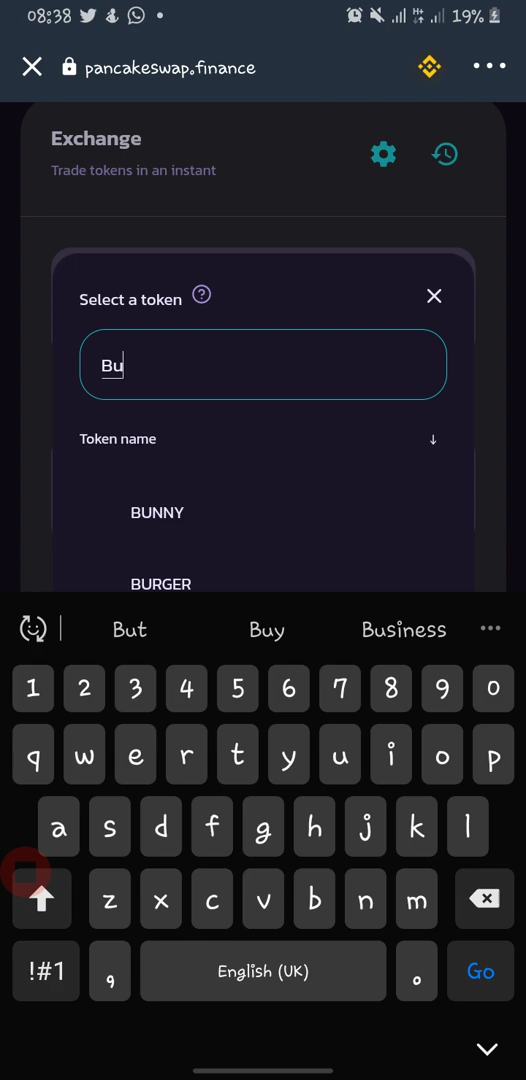 08:38
19%
pancakeswap.finance
Exchange
Trade tokens in an instant
Select a token ?
Bu
Token name ↓
BUNNY
BURGER
But Buy Business
1 2 3 4 5 6 7 8 9 0
q w e r t y u i o p
a s d f g h j k l
z x c v b n m
!#1 , English (UK) . Go